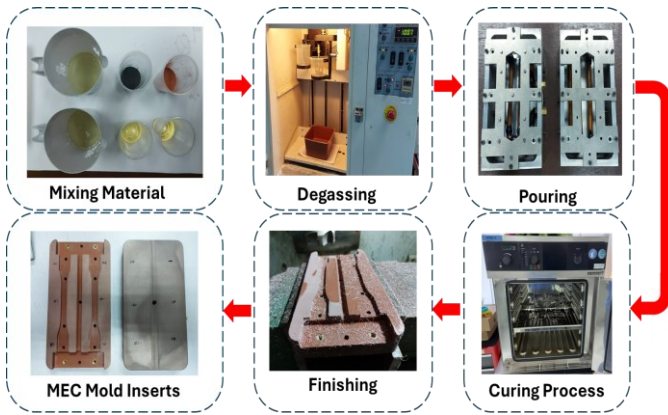 Mixing Material
Degassing
Pouring
Curing Process
Finishing
MEC Mold Inserts